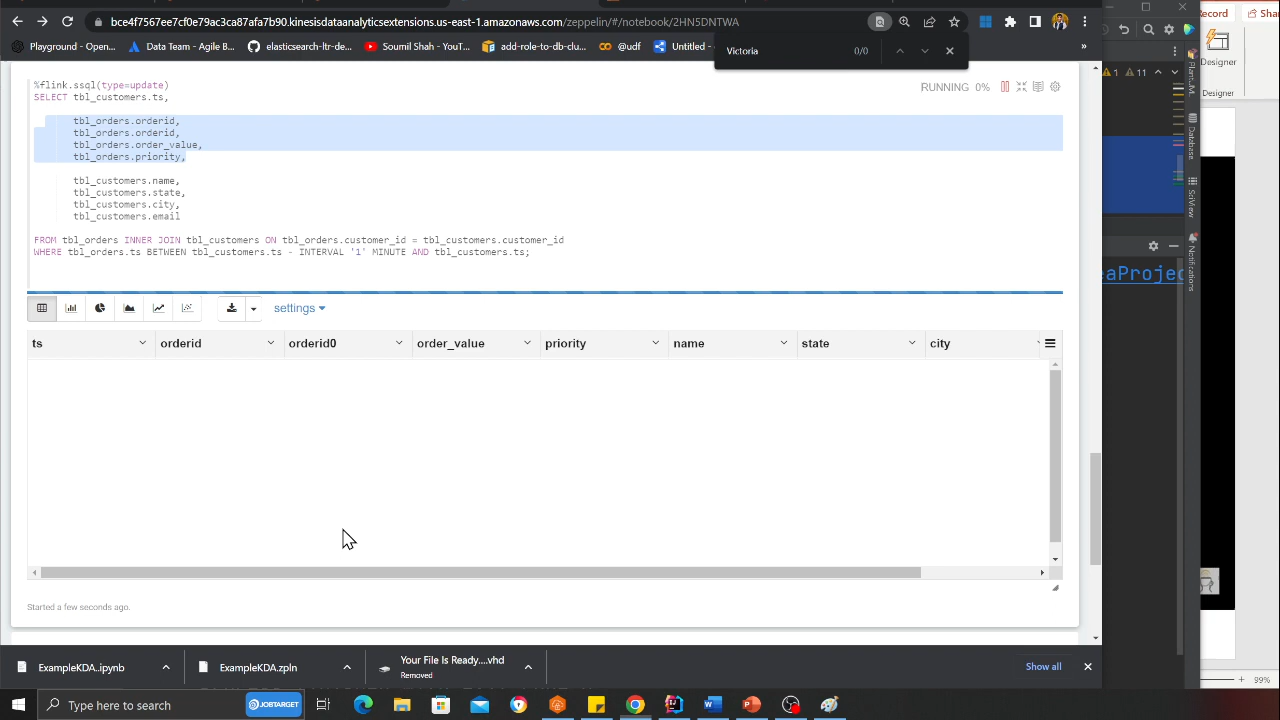 bce4f7567ee7cf0e79ac3ca87afa7b90.kinesisdataanalyticsextensions.us-east-1.amazonaws.com/zeppelin/#/notebook/2HN5DNTWA
Playground - Open...
Data Team - Agile B...
elasticsearch-ltr-de...
Soumil Shah - YouT...
add-role-to-db-clu...
@udf
Untitled -
»
Victoria
0/0
%flink.ssql(type=update)
RUNNING 0%
SELECT tbl_customers.ts,
tbl_orders.orderid,
tbl_orders.orderid,
tbl_orders.order_value,
tbl_orders.priority,
tbl_customers.name,
tbl_customers.state,
tbl_customers.city,
tbl_customers.email
FROM tbl_orders INNER JOIN tbl_customers ON tbl_orders.customer_id = tbl_customers.customer_id
WHERE tbl_orders.ts BETWEEN tbl_customers.ts - INTERVAL '1' MINUTE AND tbl_customers.ts;
settings
ts orderid orderid0 order_value priority name state city
Started a few seconds ago.
ExampleKDA.ipynb
ExampleKDA.zpln
Your File Is Ready....vhd
Removed
Show all
Type here to search
JOBTARGET
Record
Shar
Designer
Designer
1 11
PlantUML
Database
SciView
Notifications
eaProjec
99%